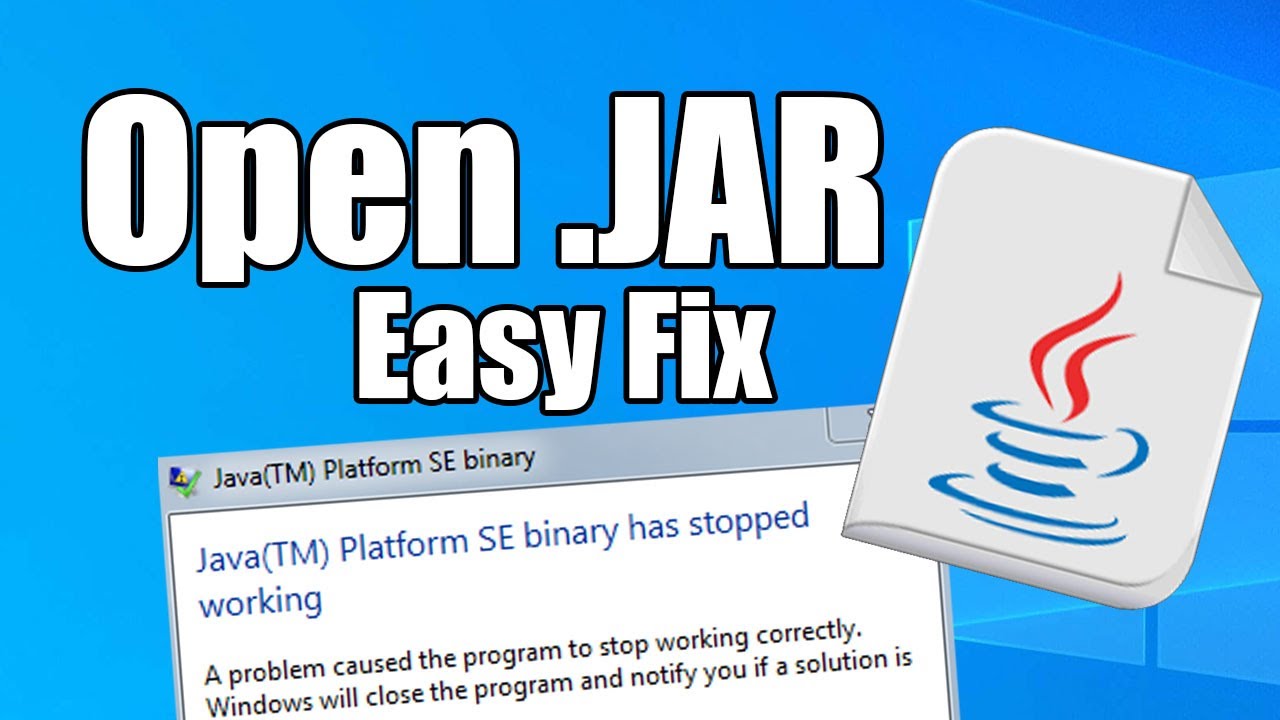 Open .JAR
Easy Fix
Java(TM) Platform SE binary
Java(TM) Platform SE binary has stopped
working
A problem caused the program to stop working correctly.
Windows will close the program and notify you if a solution is